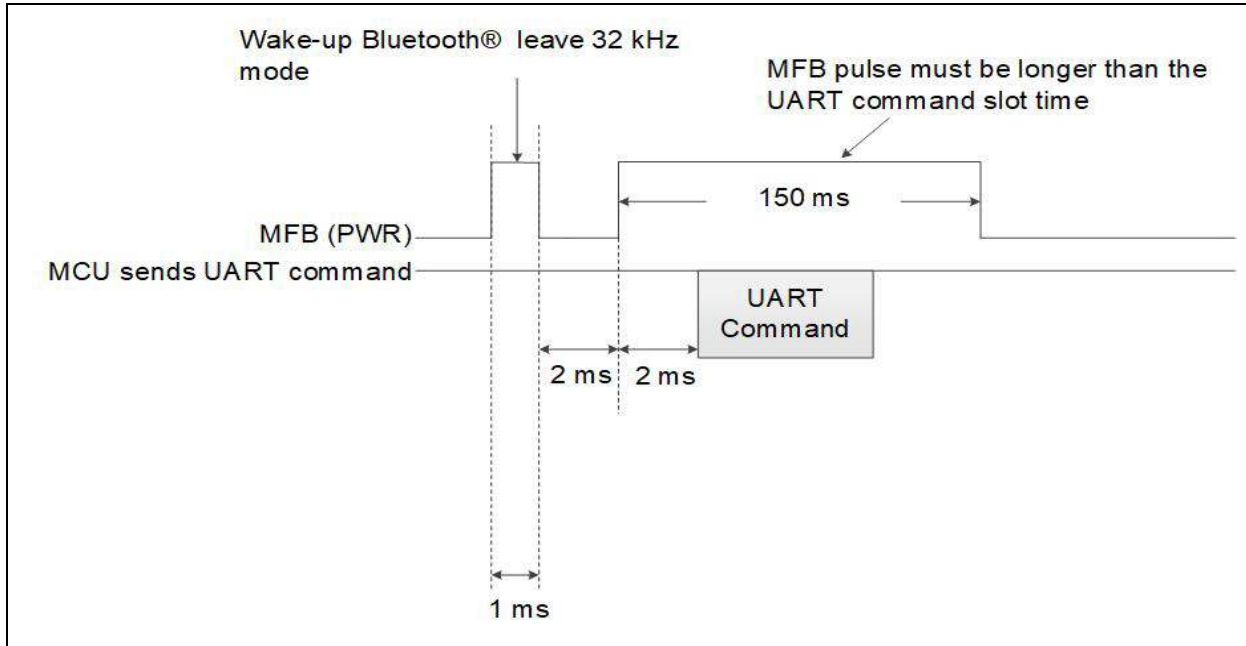 Wake-up Bluetooth® leave 32 kHz
mode
MFB pulse must be longer than the
UART command slot time
150 ms
MFB (PWR)
MCU sends UART command
UART
Command
2 ms
2 ms
1 ms